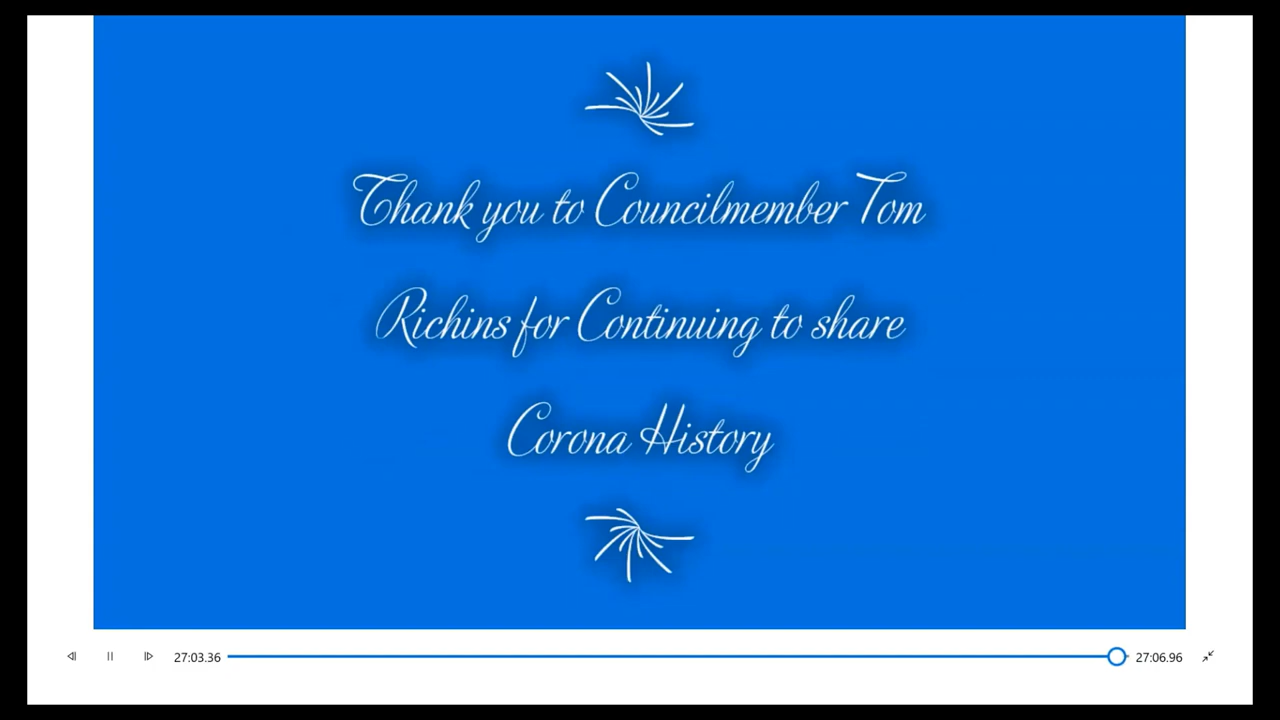 Thank you to Councilmember Tom
Richins for Continuing to share
Corona History
27:03.36
27:06.96